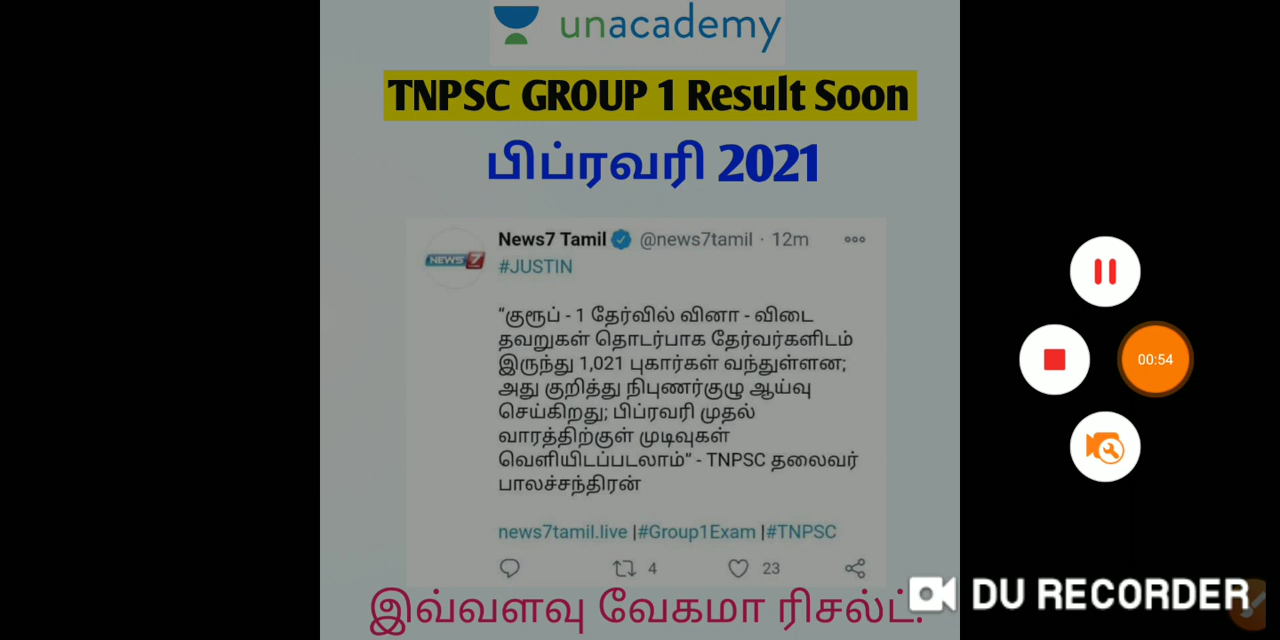 unacademy
TNPSC GROUP 1 Result Soon
பிப்ரவரி 2021
News7 Tamil @news7tamil · 12m
NEWS 7
#JUSTIN
“குரூப் - 1 தேர்வில் வினா - விடை
தவறுகள் தொடர்பாக தேர்வர்களிடம்
இருந்து 1,021 புகார்கள் வந்துள்ளன;
அது குறித்து நிபுணர்குழு ஆய்வு
செய்கிறது; பிப்ரவரி முதல்
வாரத்திற்குள் முடிவுகள்
வெளியிடப்படலாம்” - TNPSC தலைவர்
பாலச்சந்திரன்
news7tamil.live |#Group1Exam |#TNPSC
4 23
இவ்வளவு வேகமா ரிசல்ட்.
00:54
DU RECORDER